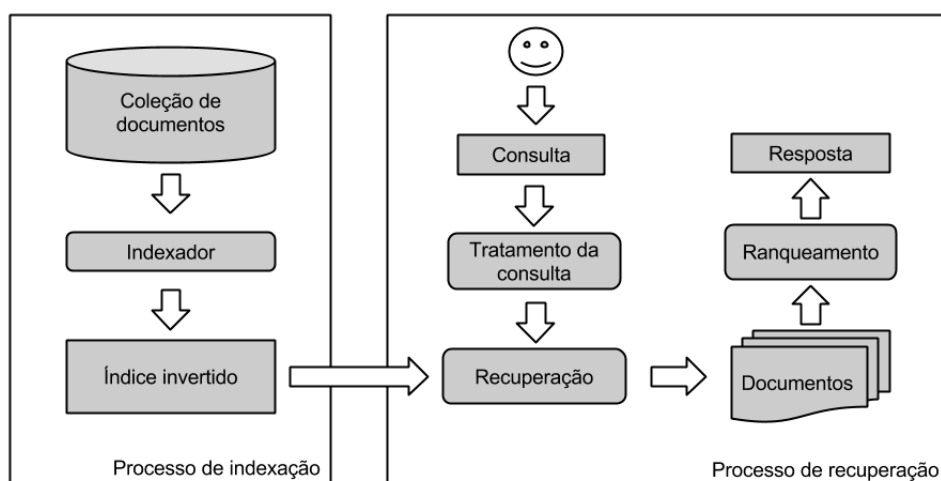 Coleção de
documentos
Indexador
Índice invertido
Processo de indexação
Consulta
Tratamento da
consulta
Recuperação
Documentos
Ranqueamento
Resposta
Processo de recuperação